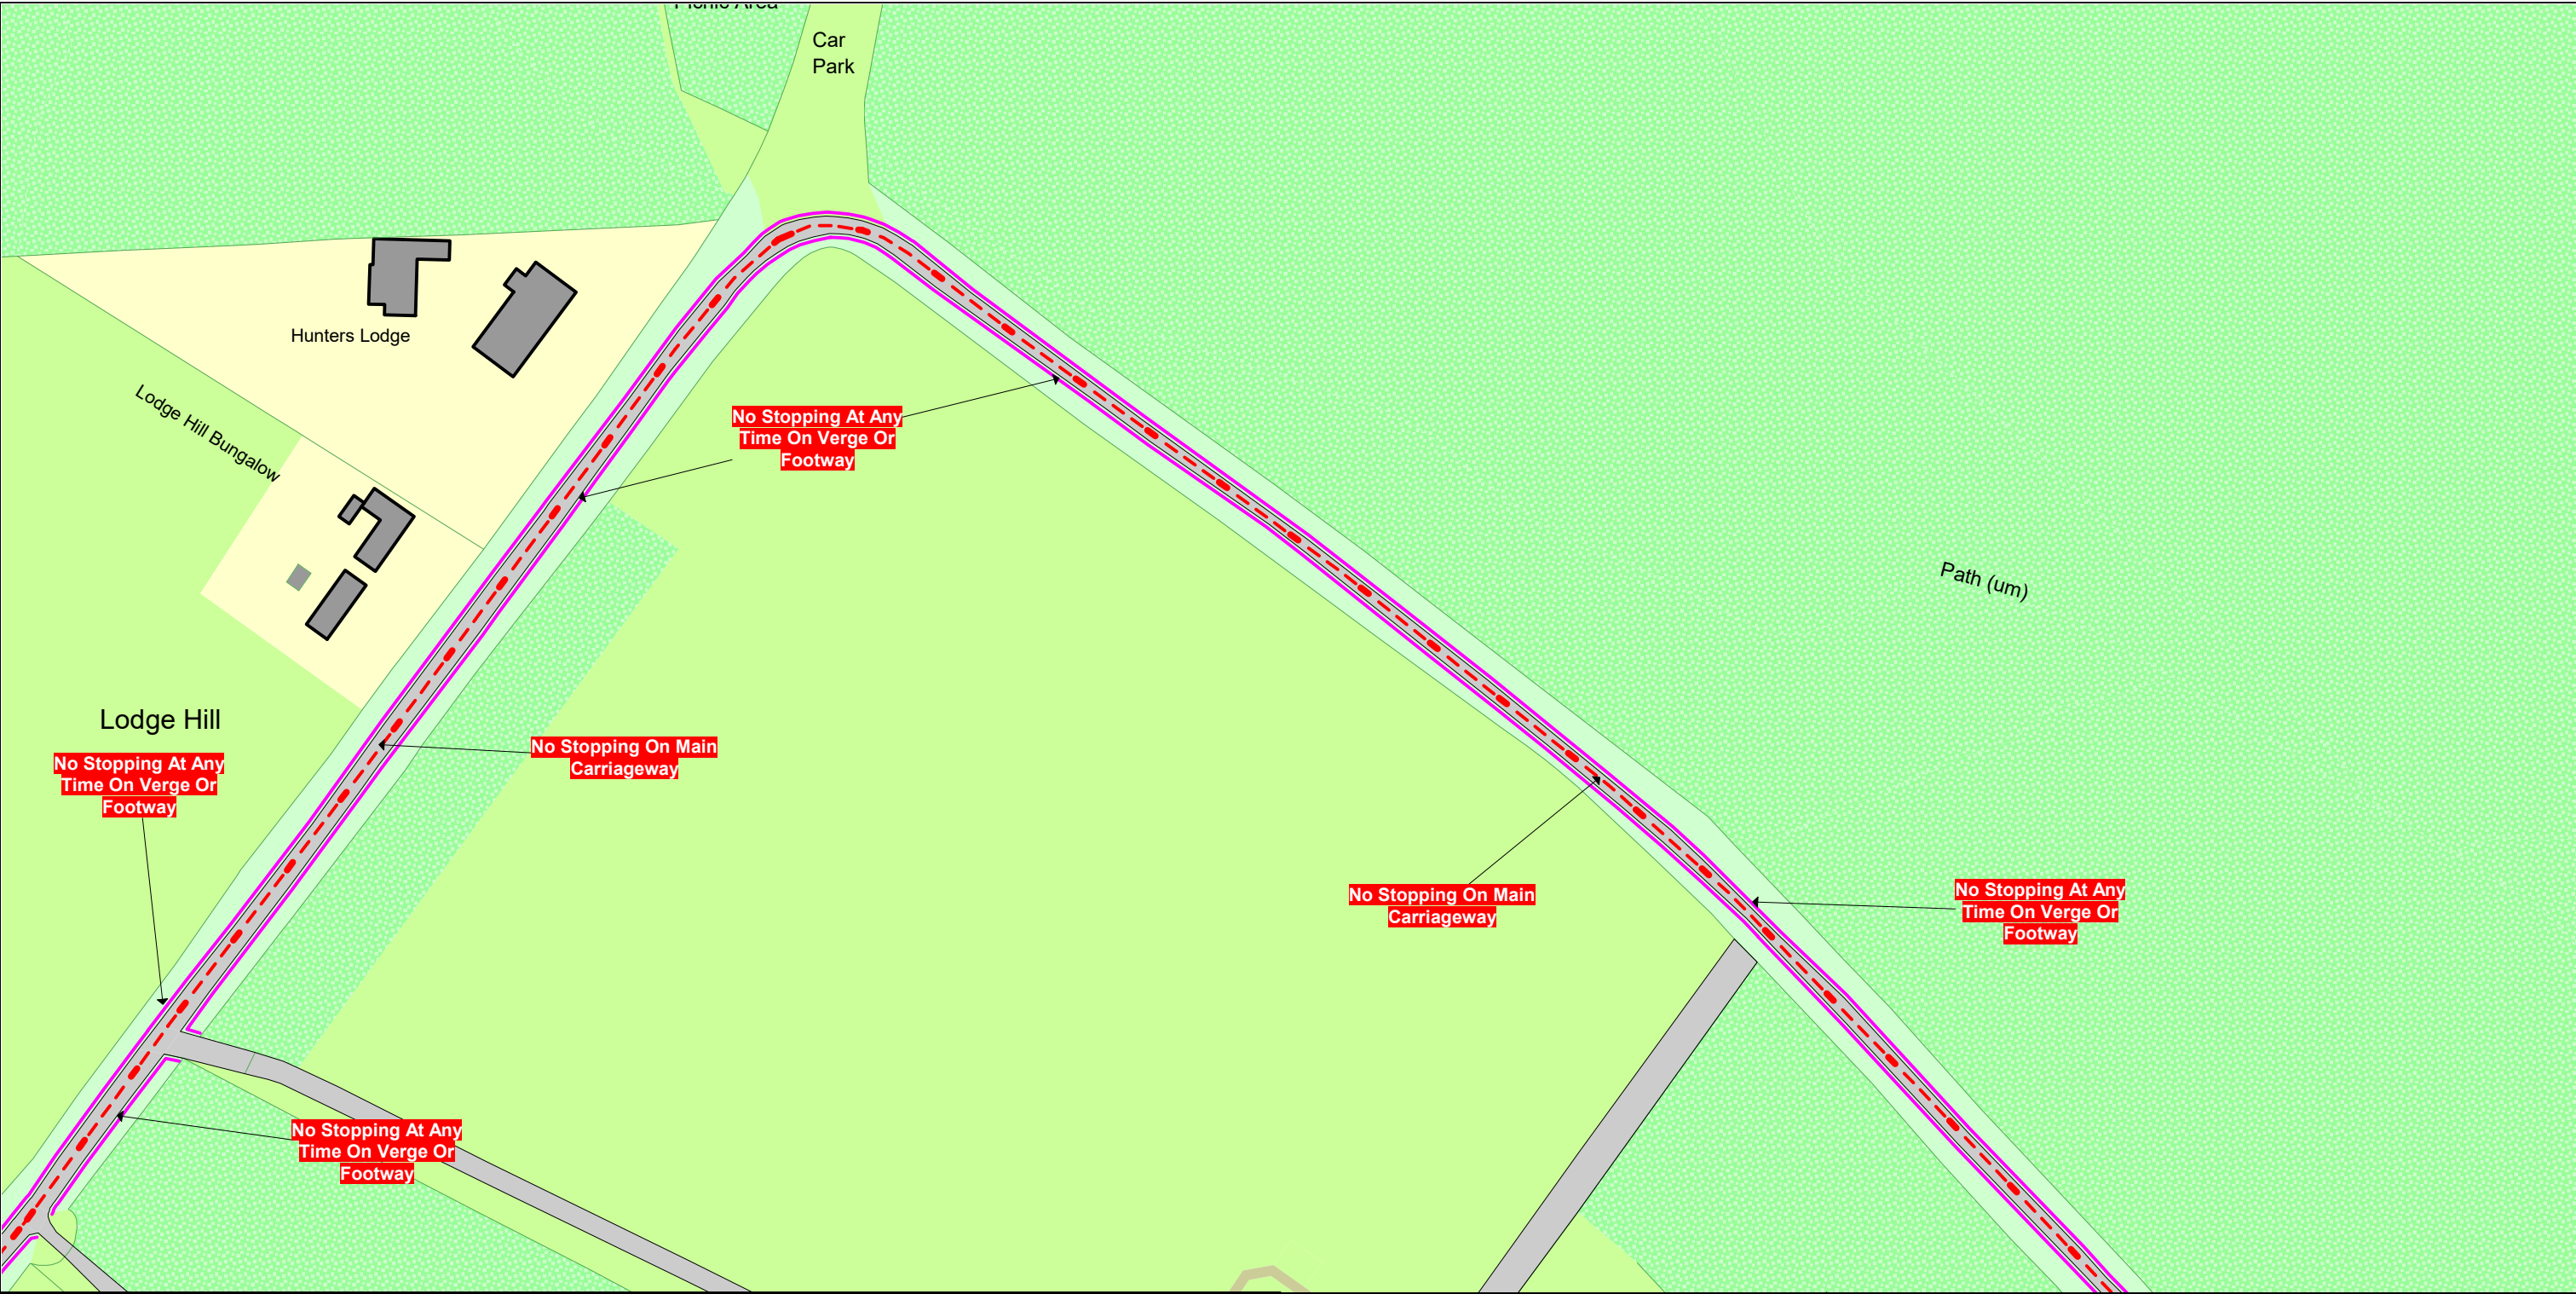 Picnic Area
Car
Park
Hunters Lodge
Lodge Hill Bungalow
No Stopping At Any
Time On Verge Or
Footway
Path (um)
Lodge Hill
No Stopping At Any
Time On Verge Or
Footway
No Stopping On Main
Carriageway
No Stopping On Main
Carriageway
No Stopping At Any
Time On Verge Or
Footway
No Stopping At Any
Time On Verge Or
Footway